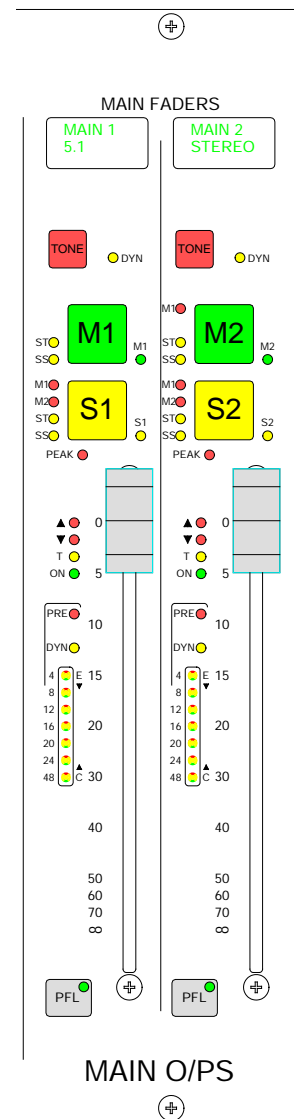 MAIN FADERS
MAIN 1
5.1
TONE
DYN
M1
ST
SS
M1
S1
M1
M2
ST
SS
S1
PEAK
▲ 0
▼
T
ON 5
PRE
10
DYN
4 E 15
8 ▼
12
16 20
20
24 ▲
48 C 30
40
50
60
70
∞
PFL
MAIN 2
STEREO
TONE
DYN
M1
M2
ST
SS
M2
S2
M1
M2
ST
SS
S2
PEAK
▲ 0
▼
T
ON 5
PRE
10
DYN
4 E 15
8 ▼
12
16 20
20
24 ▲
48 C 30
40
50
60
70
∞
PFL
MAIN O/PS